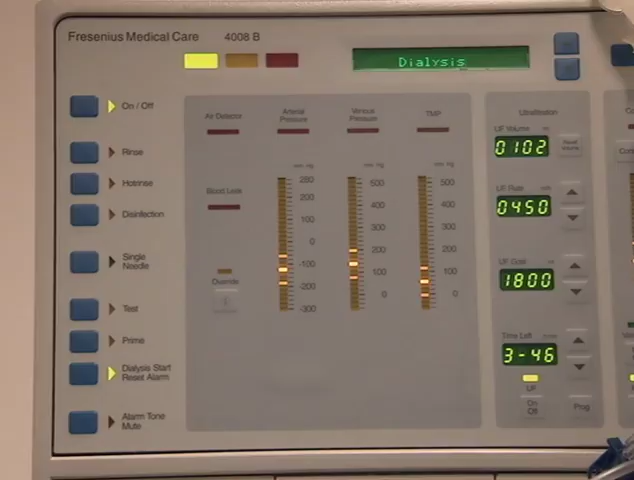 Fresenius Medical Care 4008 B
Dialysis
On / Off
Rinse
Hotrinse
Disinfection
Single
Needle
Test
Prime
Dialysis Start
Reset Alarm
Alarm Tone
Mute
Air Detector
Blood Leak
Override
Arterial
Pressure
280
200
100
0
-100
-200
-300
Venous
Pressure
500
400
300
200
100
0
TMP
500
400
300
200
100
0
Ultrafiltration
UF Volume
0102
UF Rate
0450
UF Goal
1800
Time Left
3-46
UF
On
Off
Prog